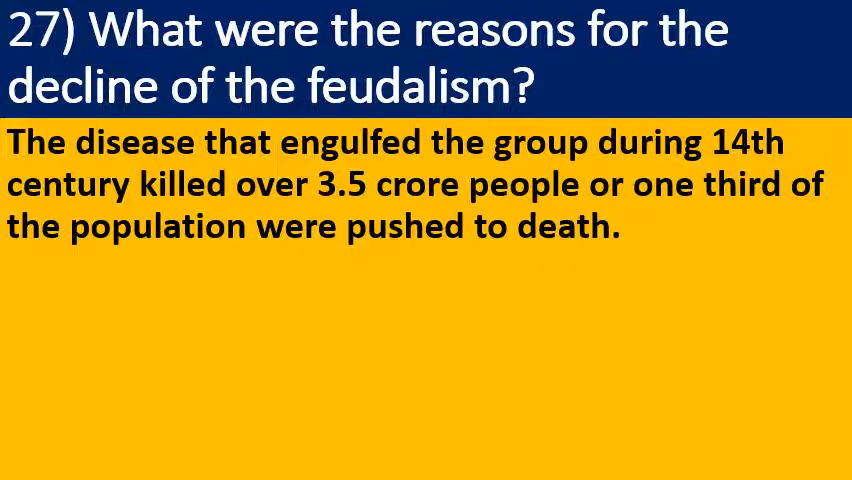 27) What were the reasons for the
decline of the feudalism?
The disease that engulfed the group during 14th
century killed over 3.5 crore people or one third of
the population were pushed to death.